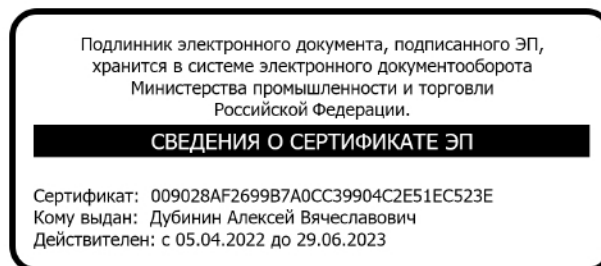 Подлинник электронного документа, подписанного ЭП,
хранится в системе электронного документооборота
Министерства промышленности и торговли
Российской Федерации.
СВЕДЕНИЯ О СЕРТИФИКАТЕ ЭП
Сертификат: 009028AF2699B7A0CC39904C2E51EC523E
Кому выдан: Дубинин Алексей Вячеславович
Действителен: с 05.04.2022 до 29.06.2023